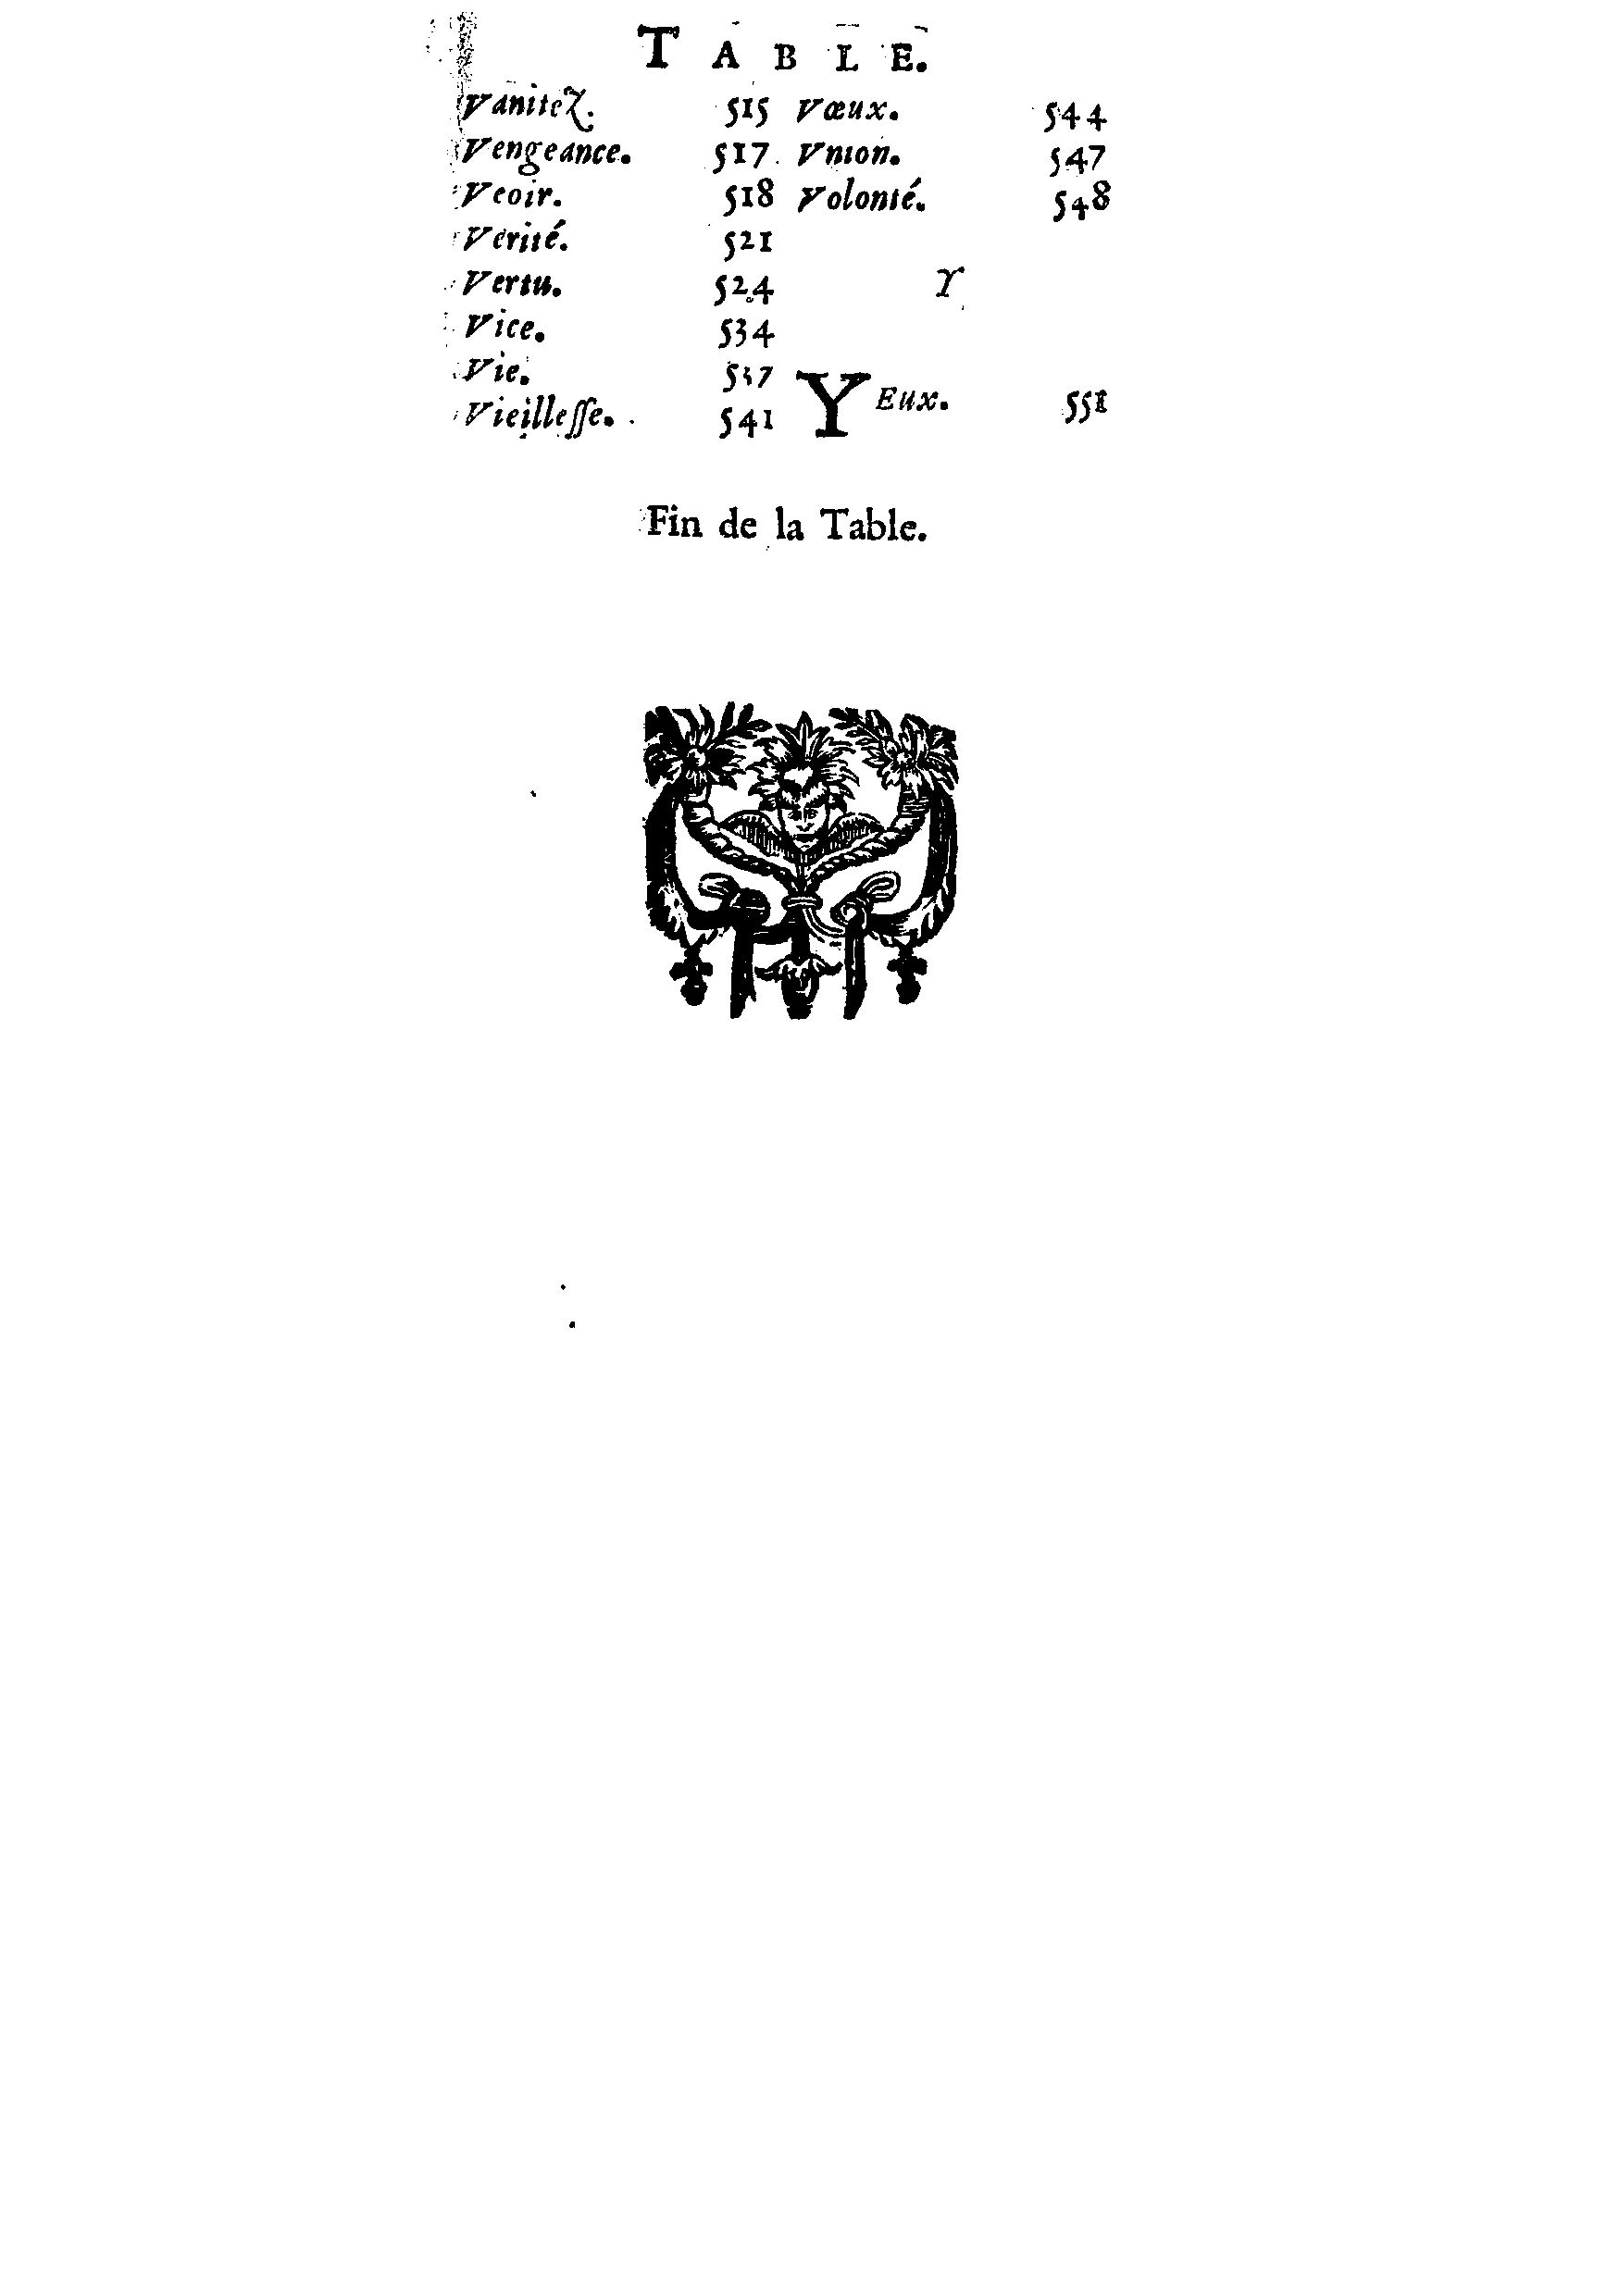 TABLE.
Vanitez. 515
Vengeance. 517
Veoir. 518
Verité. 521
Vertu. 524
Vice. 534
Vie. 537
Vieilleſſe. 541
Vœux. 544
Vnion. 547
Volonté. 548
Y
YEux. 551
Fin de la Table.